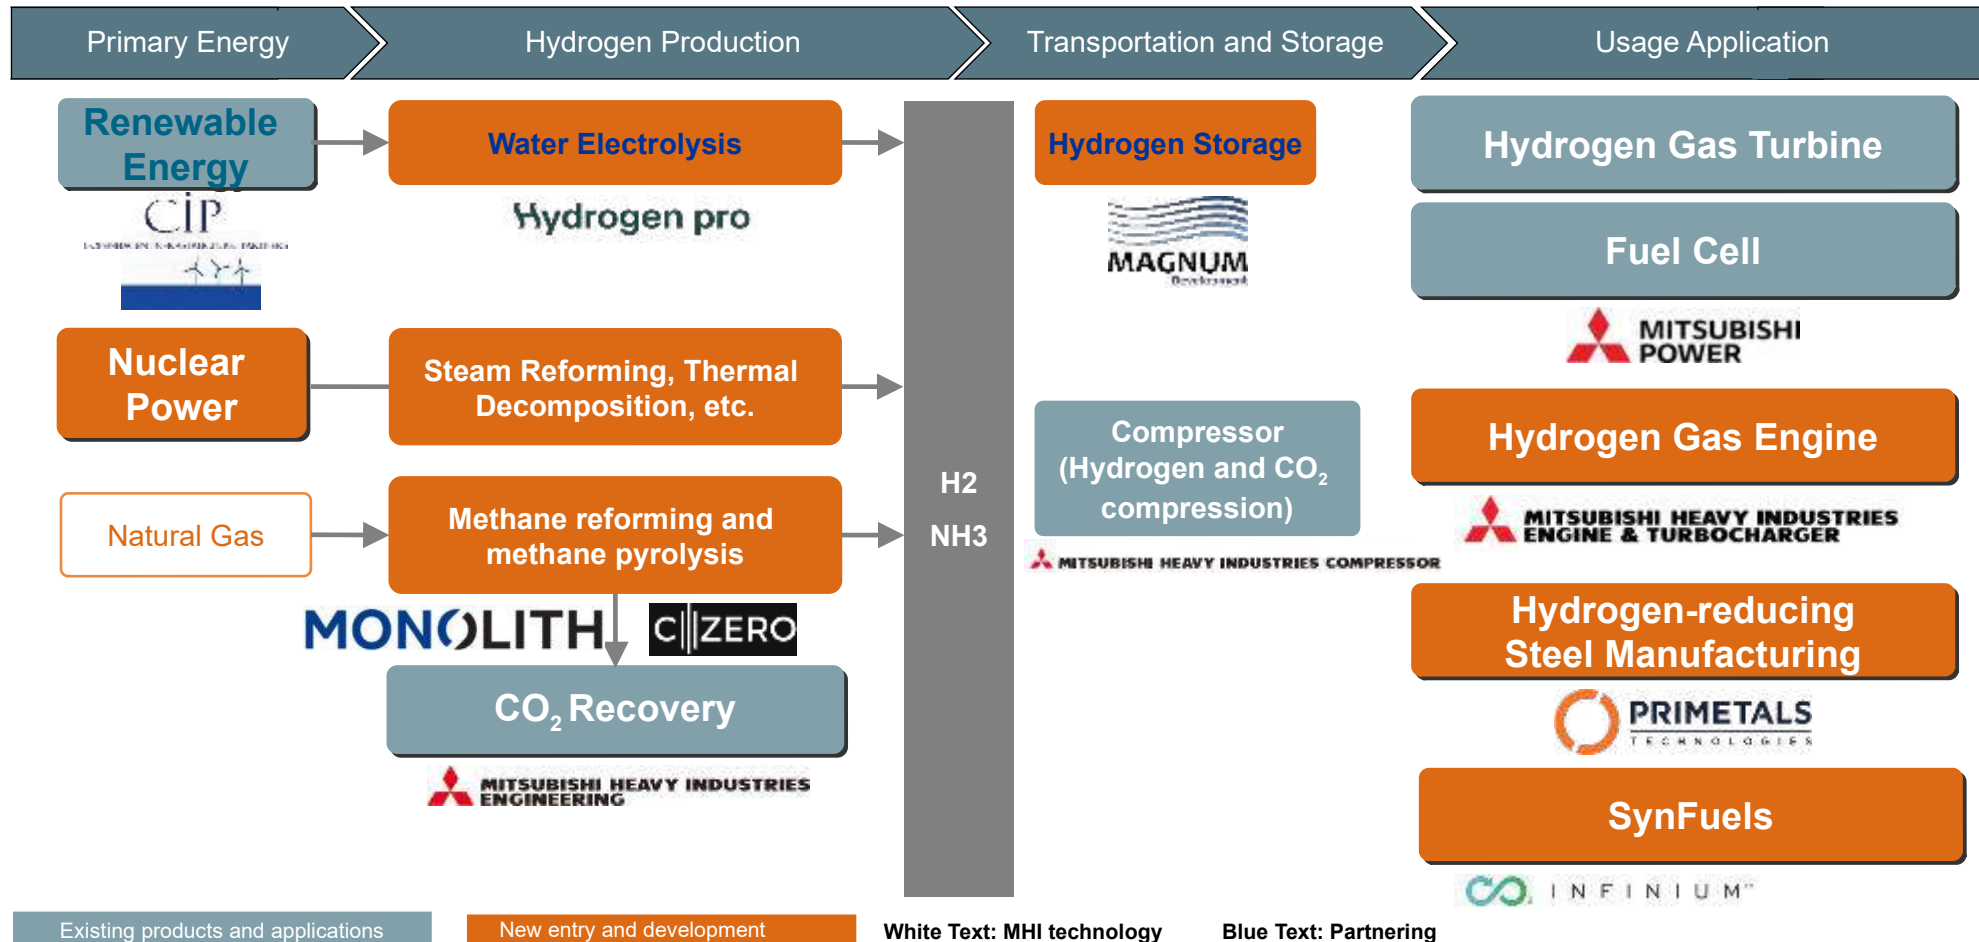 Primary Energy
Hydrogen Production
Transportation and Storage
Usage Application
Renewable
Energy
CIP
Water Electrolysis
Hydrogen pro
Nuclear
Power
Steam Reforming, Thermal
Decomposition, etc.
Natural Gas
Methane reforming and
methane pyrolysis
MONOLITH
C ZERO
CO₂ Recovery
MITSUBISHI HEAVY INDUSTRIES
ENGINEERING
H2
NH3
Hydrogen Storage
MAGNUM
Development
Compressor
(Hydrogen and CO₂
compression)
MITSUBISHI HEAVY INDUSTRIES COMPRESSOR
Hydrogen Gas Turbine
Fuel Cell
MITSUBISHI
POWER
Hydrogen Gas Engine
MITSUBISHI HEAVY INDUSTRIES
ENGINE & TURBOCHARGER
Hydrogen-reducing
Steel Manufacturing
PRIMETALS
TECHNOLOGIES
SynFuels
INFINIUM
Existing products and applications
New entry and development
White Text: MHI technology
Blue Text: Partnering